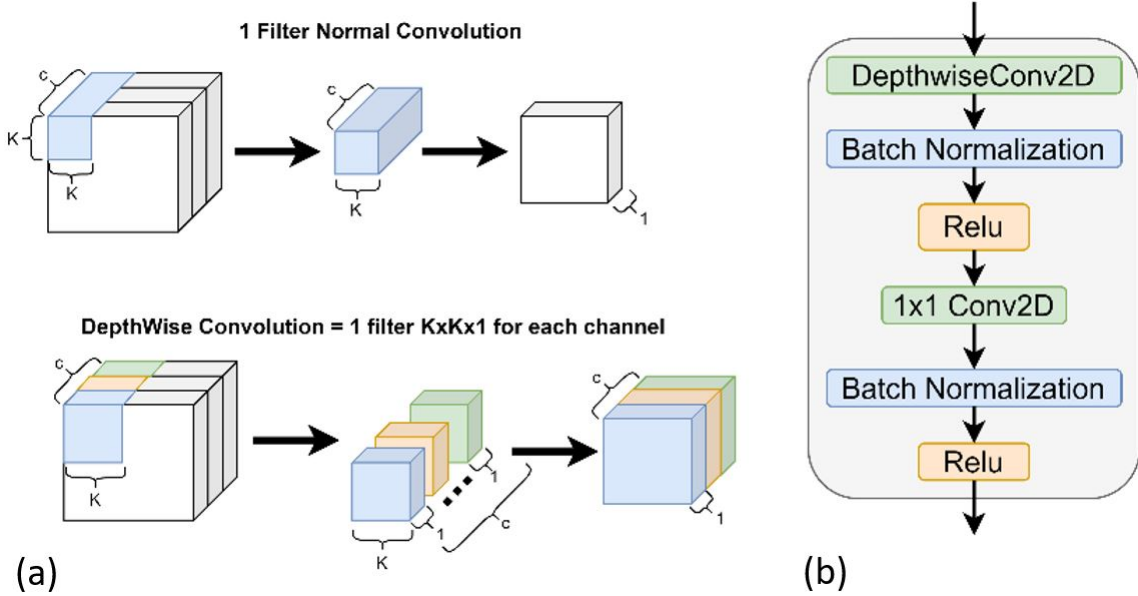 1 Filter Normal Convolution
c
K
K
c
K
1
DepthWise Convolution = 1 filter KxKx1 for each channel
c
K
K
1
1
c
c
1
(a)
DepthwiseConv2D
Batch Normalization
Relu
1x1 Conv2D
Batch Normalization
Relu
(b)